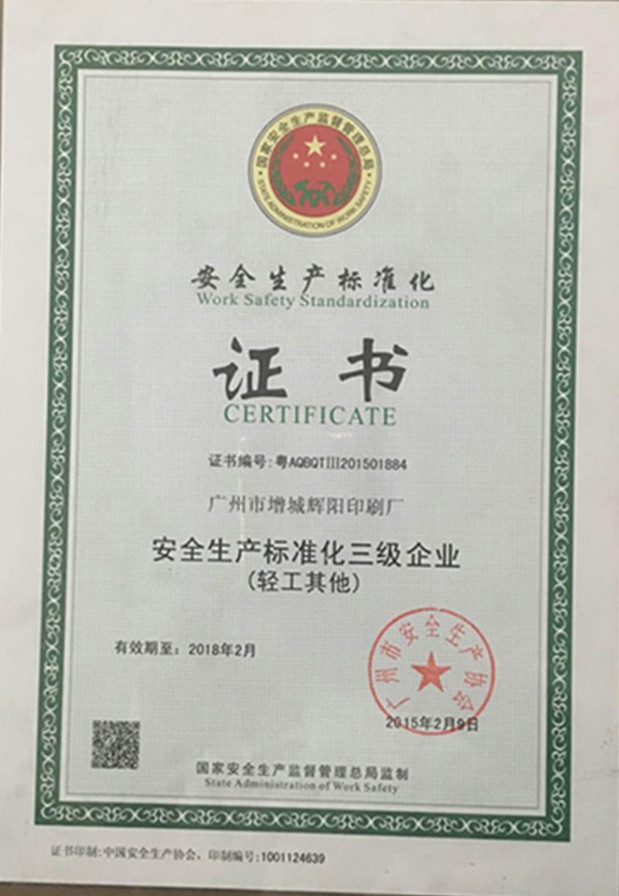 国家安全生产监督管理总局
STATE ADMINISTRATION OF WORK SAFETY
安全生产标准化
Work Safety Standardization
证书
CERTIFICATE
证书编号:粤AQBQTIII201501884
广州市增城辉阳印刷厂
安全生产标准化三级企业
(轻工其他)
有效期至：2018年2月
广州市安全生产协会
2015年2月9日
国家安全生产监督管理总局监制
State Administration of Work Safety
证书印制:中国安全生产协会，印制编号:1001124639